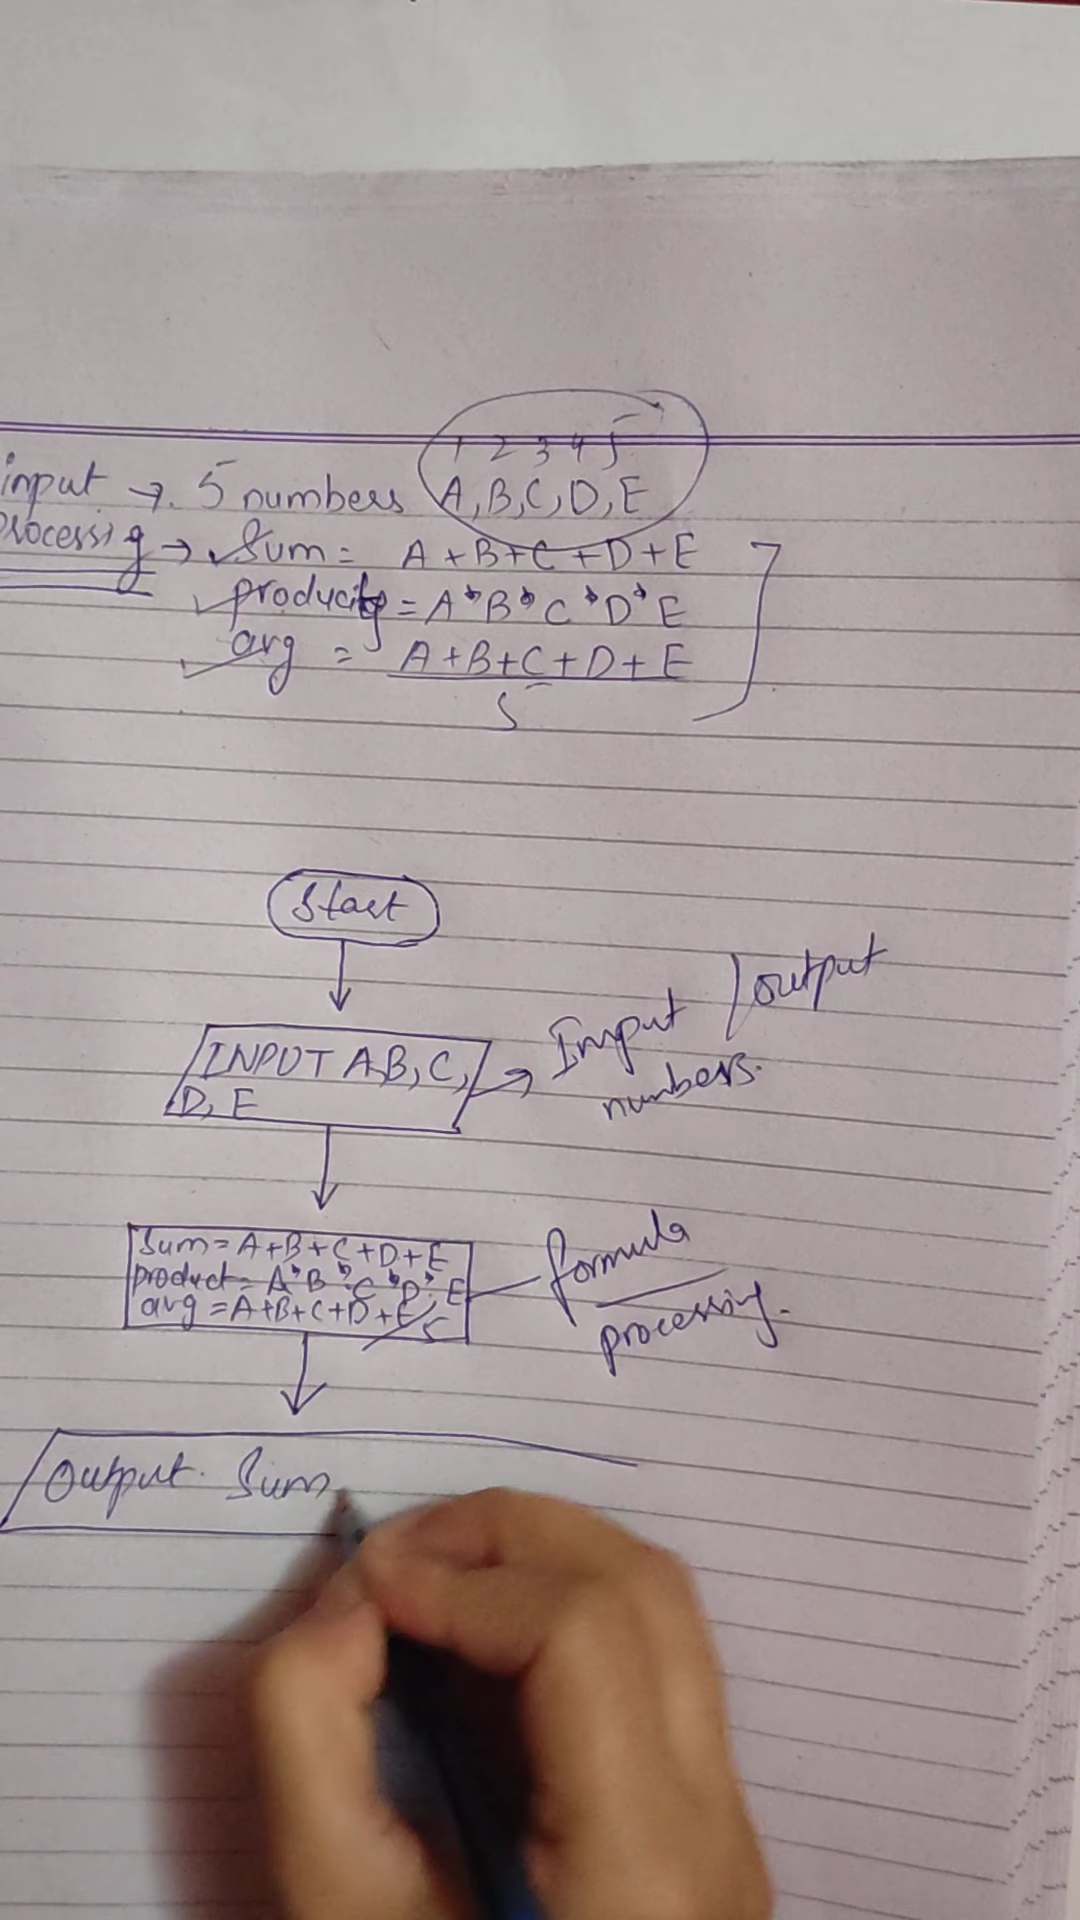 1 2 3 4 5
input → 5 numbers A, B, C, D, E
processig → Sum = A + B + C + D + E
product = A * B * C * D * E
avg = A + B + C + D + E
5
Start
INPUT A, B, C,
D, E
Input / output
numbers.
Sum = A + B + C + D + E
product = A * B * C * D * E
avg = A + B + C + D + E / 5
formula
processing.
Output Sum